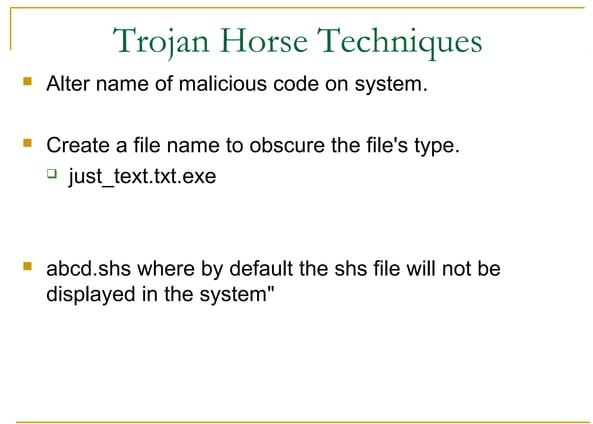 Trojan Horse Techniques
Alter name of malicious code on system.
Create a file name to obscure the file's type.
just_text.txt.exe
abcd.shs where by default the shs file will not be
displayed in the system"